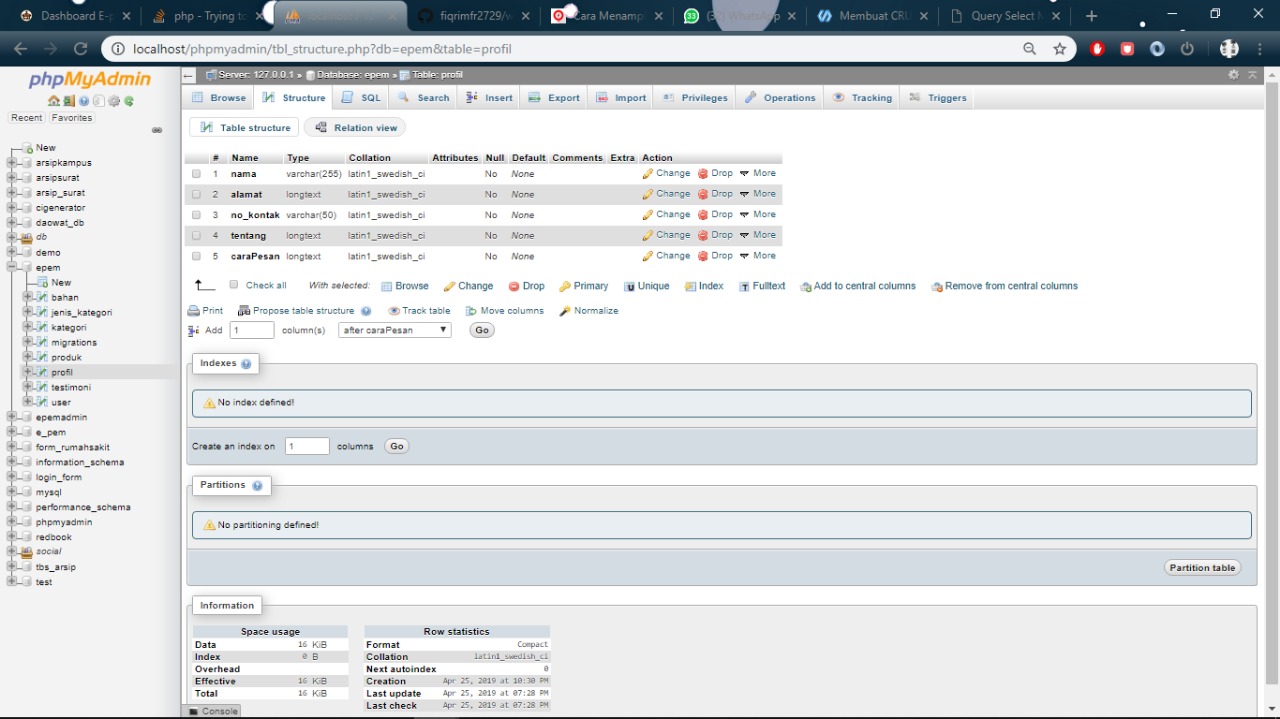 Dashboard E-p
php - Trying to
fiqrimfr2729/w
Cara Menamp
WhatsApp
Membuat CRU
Query Select M
localhost/phpmyadmin/tbl_structure.php?db=epem&table=profil
phpMyAdmin
Recent Favorites
New
arsipkampus
arsipsurat
arsip_surat
cigenerator
daowat_db
db
demo
epem
New
bahan
jenis_kategori
kategori
migrations
produk
profil
testimoni
user
epemadmin
e_pem
form_rumahsakit
information_schema
login_form
mysql
performance_schema
phpmyadmin
redbook
social
tbs_arsip
test
Server: 127.0.0.1 » Database: epem » Table: profil
Browse Structure SQL Search Insert Export Import Privileges Operations Tracking Triggers
Table structure Relation view
# Name Type Collation Attributes Null Default Comments Extra Action
1 nama varchar(255) latin1_swedish_ci No None Change Drop More
2 alamat longtext latin1_swedish_ci No None Change Drop More
3 no_kontak varchar(50) latin1_swedish_ci No None Change Drop More
4 tentang longtext latin1_swedish_ci No None Change Drop More
5 caraPesan longtext latin1_swedish_ci No None Change Drop More
Check all With selected: Browse Change Drop Primary Unique Index Fulltext Add to central columns Remove from central columns
Print Propose table structure Track table Move columns Normalize
Add 1 column(s) after caraPesan Go
Indexes
No index defined!
Create an index on 1 columns Go
Partitions
No partitioning defined!
Partition table
Information
Space usage
Data 16 KiB
Index 0 B
Overhead
Effective 16 KiB
Total 16 KiB
Row statistics
Format Compact
Collation latin1_swedish_ci
Next autoindex 0
Creation Apr 25, 2019 at 10:30 PM
Last update Apr 25, 2019 at 07:28 PM
Last check Apr 25, 2019 at 07:28 PM
Console